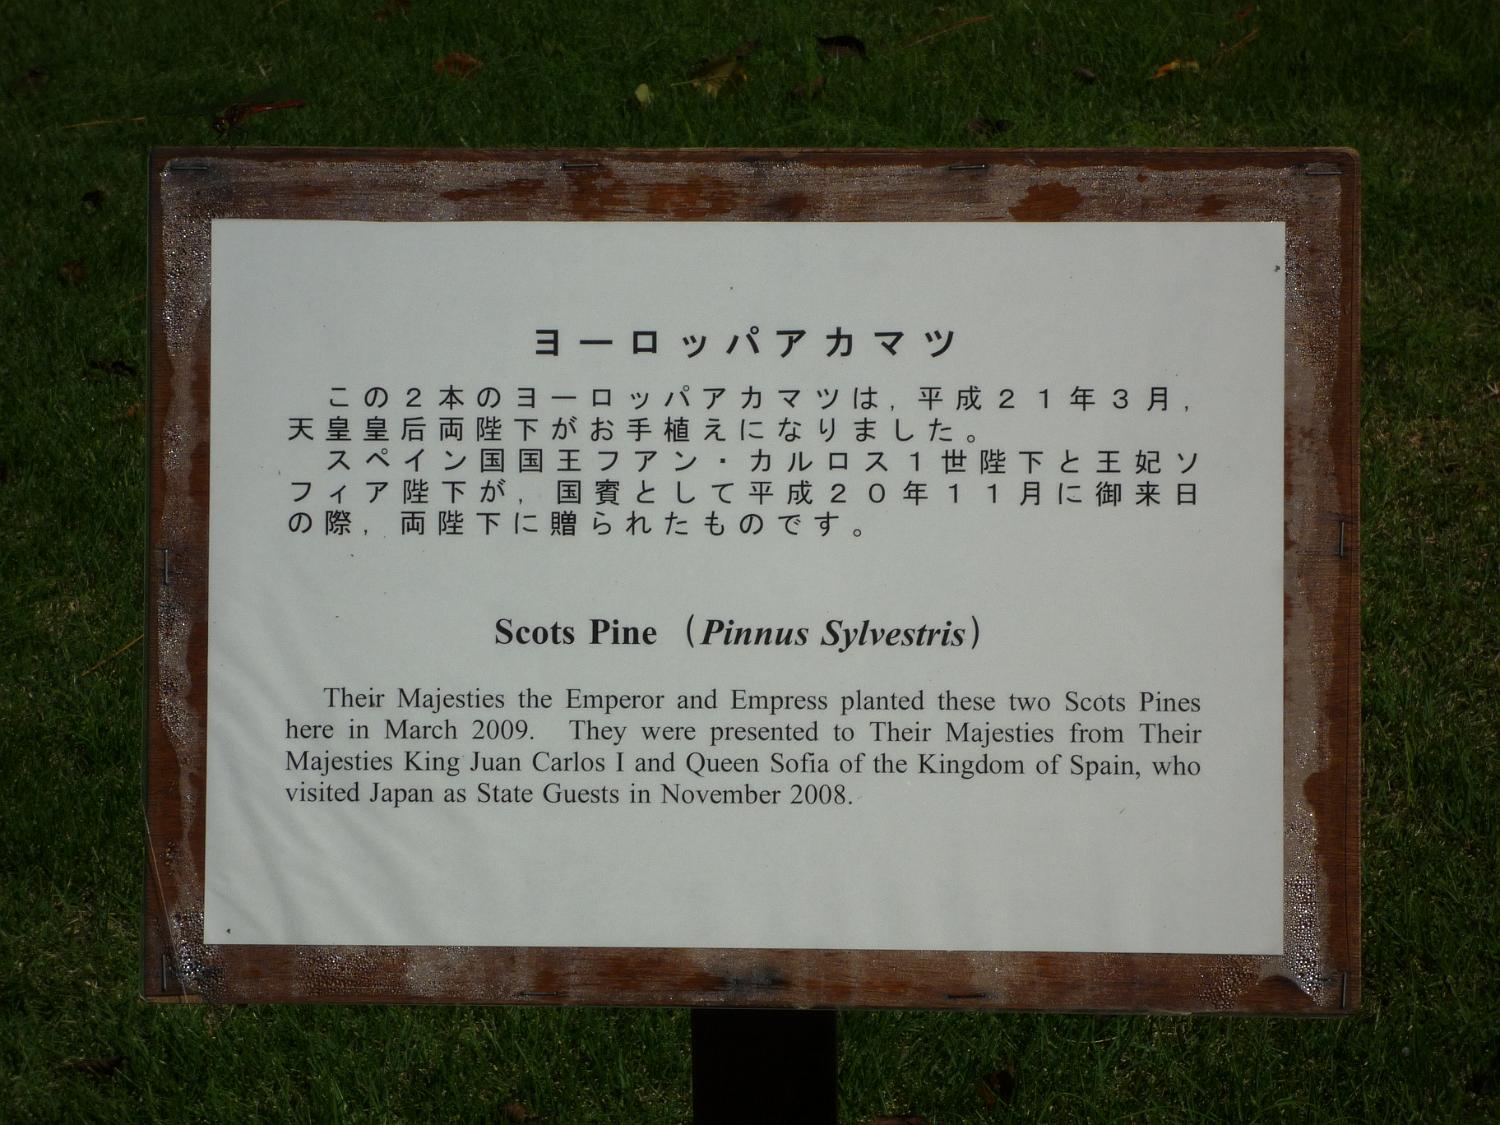 ヨーロッパアカマツ
この２本のヨーロッパアカマツは，平成２１年３月，
天皇皇后両陛下がお手植えになりました。
スペイン国国王フアン・カルロス１世陛下と王妃ソ
フィア陛下が，国賓として平成２０年１１月に御来日
の際，両陛下に贈られたものです。
Scots Pine (Pinnus Sylvestris)
Their Majesties the Emperor and Empress planted these two Scots Pines
here in March 2009. They were presented to Their Majesties from Their
Majesties King Juan Carlos I and Queen Sofia of the Kingdom of Spain, who
visited Japan as State Guests in November 2008.